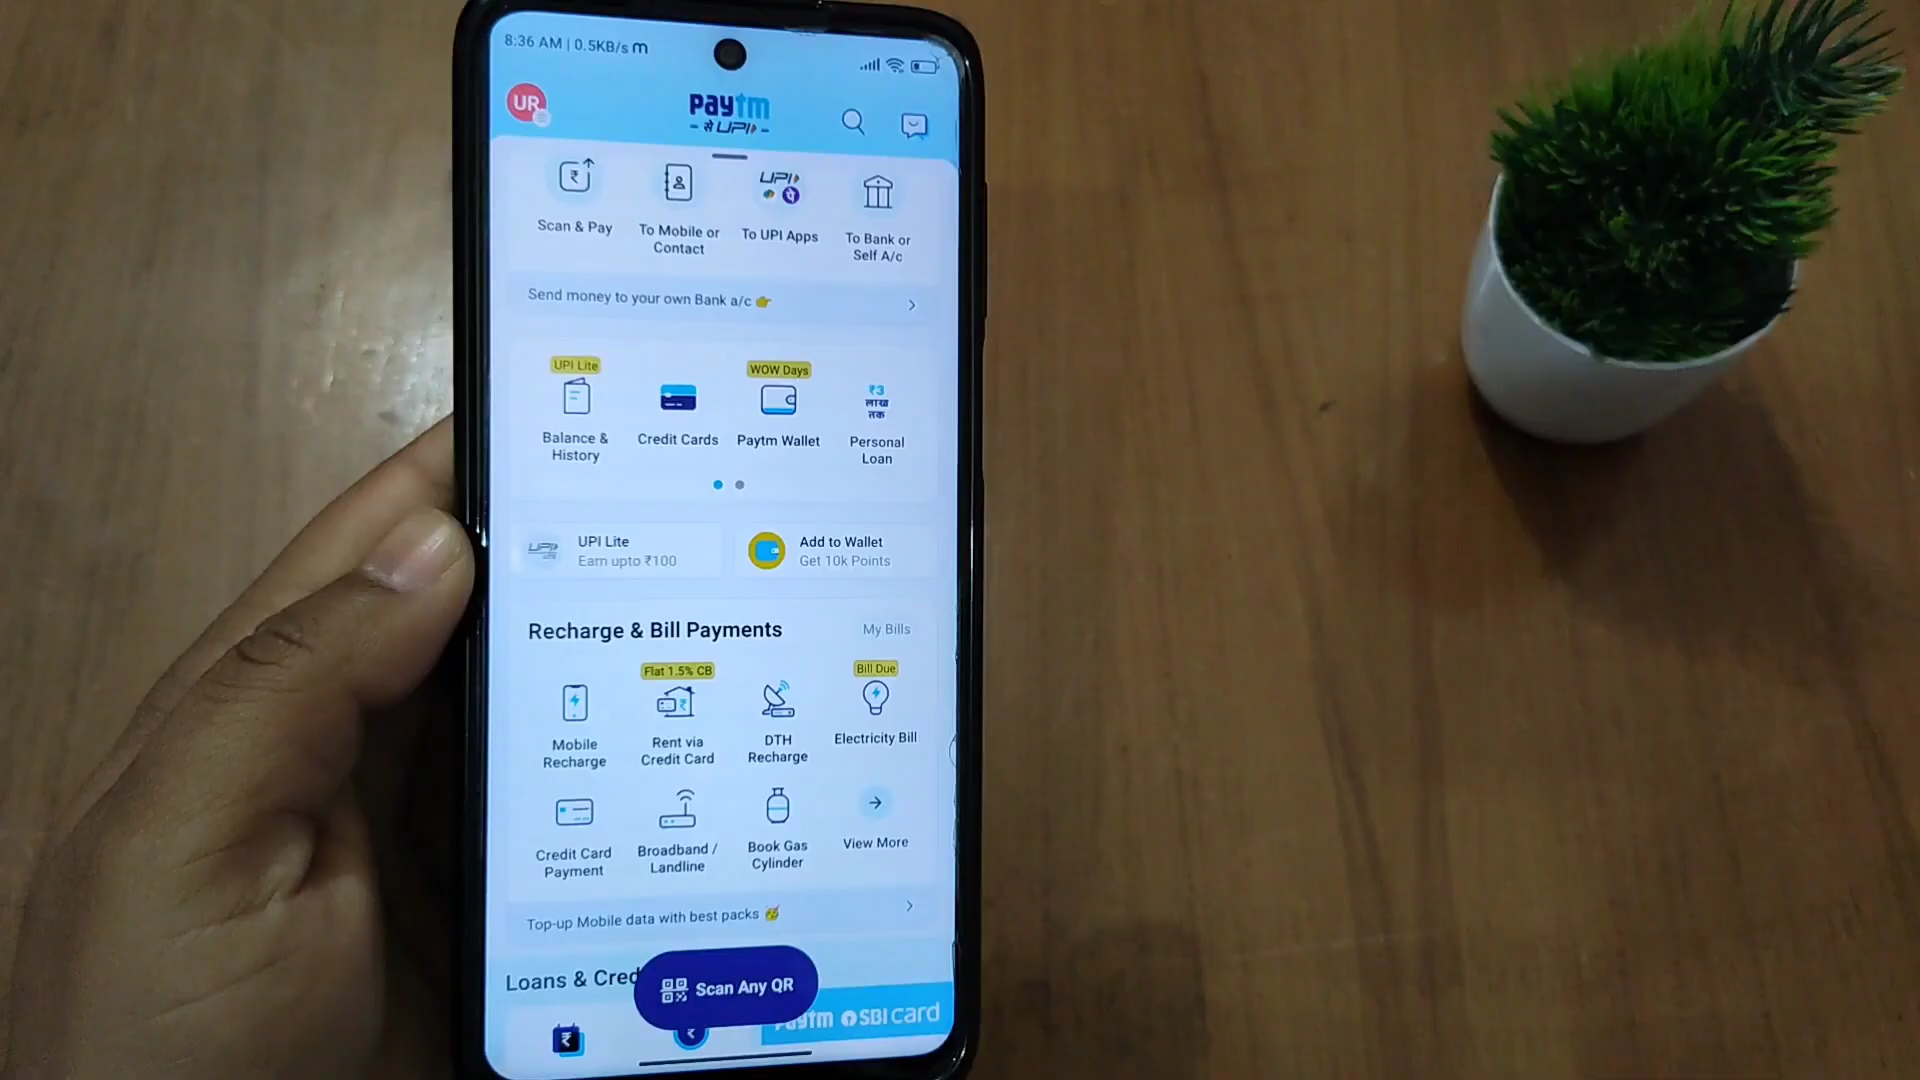 8:36 AM | 0.5KB/s m
UR
paytm
से UPI
Scan & Pay
To Mobile or
Contact
UPI
To UPI Apps
To Bank or
Self A/c
Send money to your own Bank a/c
UPI Lite
Balance &
History
Credit Cards
WOW Days
Paytm Wallet
₹3
लाख
तक
Personal
Loan
UPI Lite
Earn upto ₹100
Add to Wallet
Get 10k Points
Recharge & Bill Payments
My Bills
Mobile
Recharge
Flat 1.5% CB
Rent via
Credit Card
DTH
Recharge
Bill Due
Electricity Bill
Credit Card
Payment
Broadband /
Landline
Book Gas
Cylinder
View More
Top-up Mobile data with best packs
Loans & Cred
Scan Any QR
Paytm SBI card